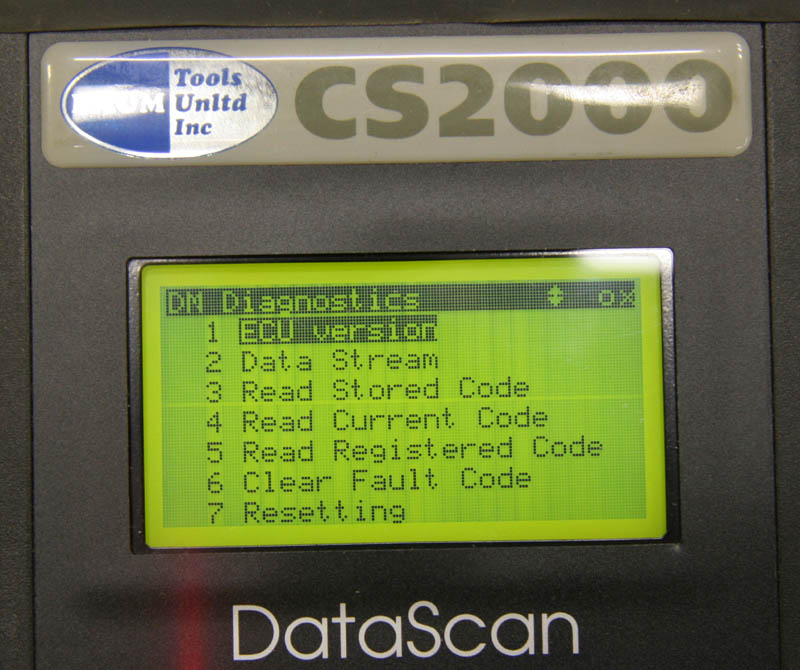 Tools
Unltd
Inc
CS2000
DN Diagnostics
1 ECU version
2 Data Stream
3 Read Stored Code
4 Read Current Code
5 Read Registered Code
6 Clear Fault Code
7 Resetting
DataScan